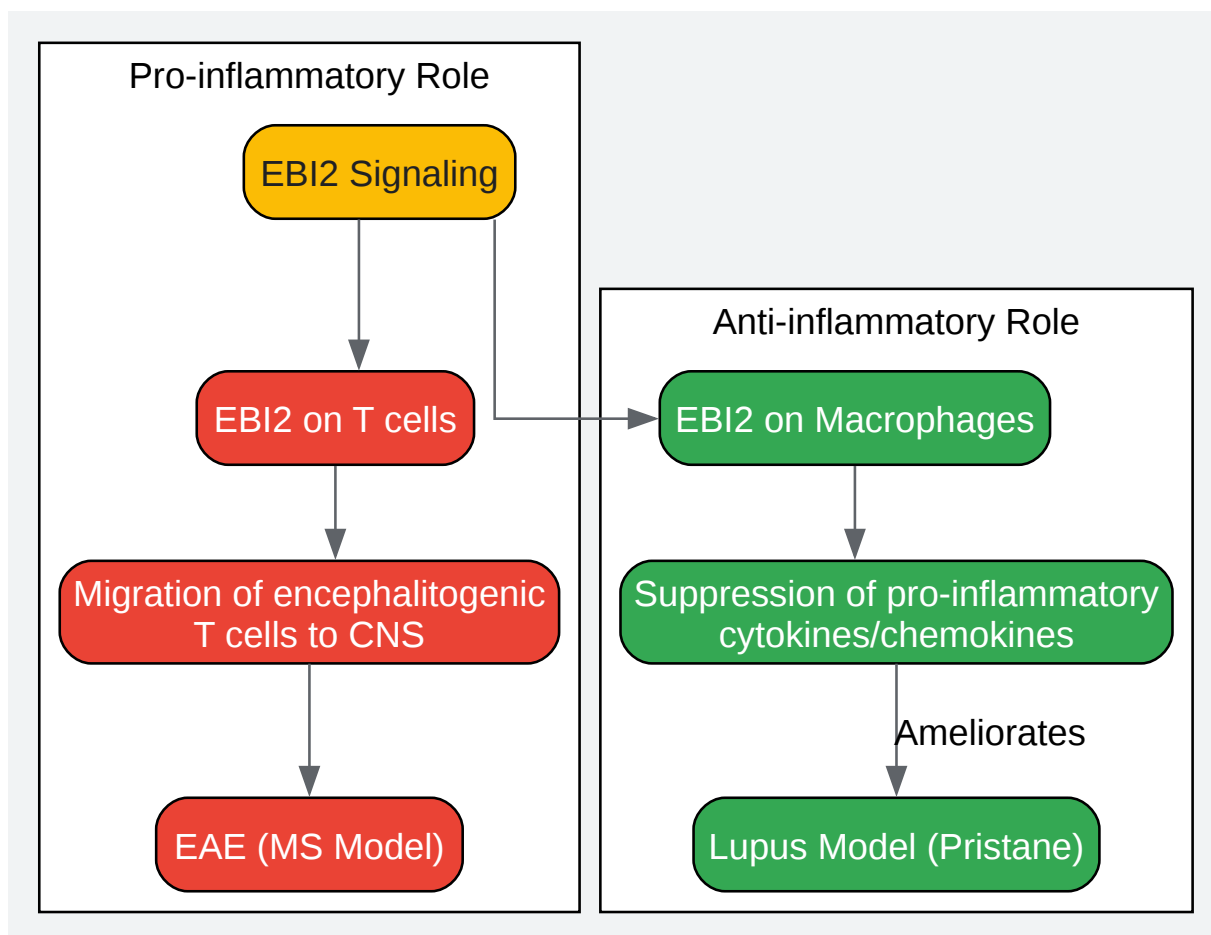 Pro-inflammatory Role
EBI2 Signaling
EBI2 on T cells
Migration of encephalitogenic
T cells to CNS
EAE (MS Model)
Anti-inflammatory Role
EBI2 on Macrophages
Suppression of pro-inflammatory
cytokines/chemokines
Ameliorates
Lupus Model (Pristane)